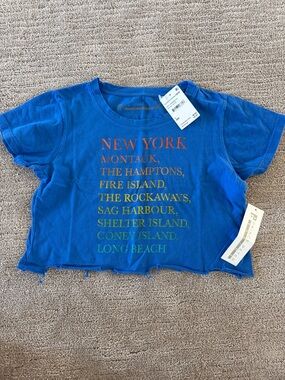 NEW YORK
MONTAUK,
THE HAMPTONS,
FIRE ISLAND,
THE ROCKAWAYS,
SAG HARBOUR,
SHELTER ISLAND,
CONEY ISLAND,
LONG BEACH